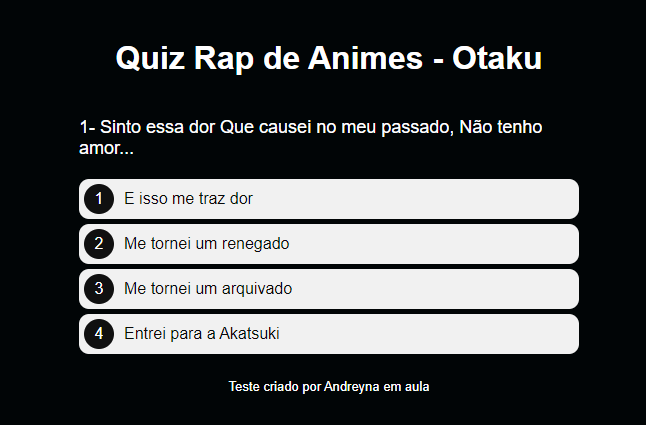 Quiz Rap de Animes - Otaku
1- Sinto essa dor Que causei no meu passado, Não tenho
amor...
1 E isso me traz dor
2 Me tornei um renegado
3 Me tornei um arquivado
4 Entrei para a Akatsuki
Teste criado por Andreyna em aula